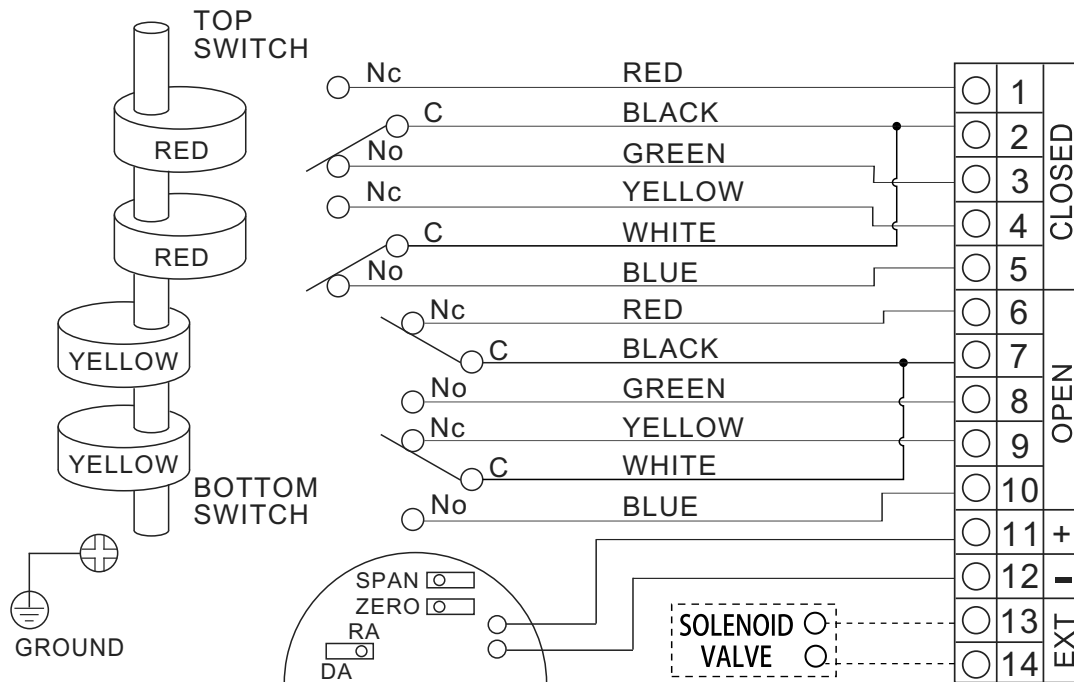 TOP
SWITCH
RED
RED
YELLOW
YELLOW
BOTTOM
SWITCH
GROUND
Nc RED 1
C BLACK 2
No GREEN 3
Nc YELLOW 4
C WHITE
No BLUE 5
CLOSED
Nc RED 6
C BLACK 7
No GREEN 8
Nc YELLOW 9
C WHITE
No BLUE 10
OPEN
11 +
12 -
13
14
EXT
SPAN
ZERO
RA
DA
SOLENOID
VALVE